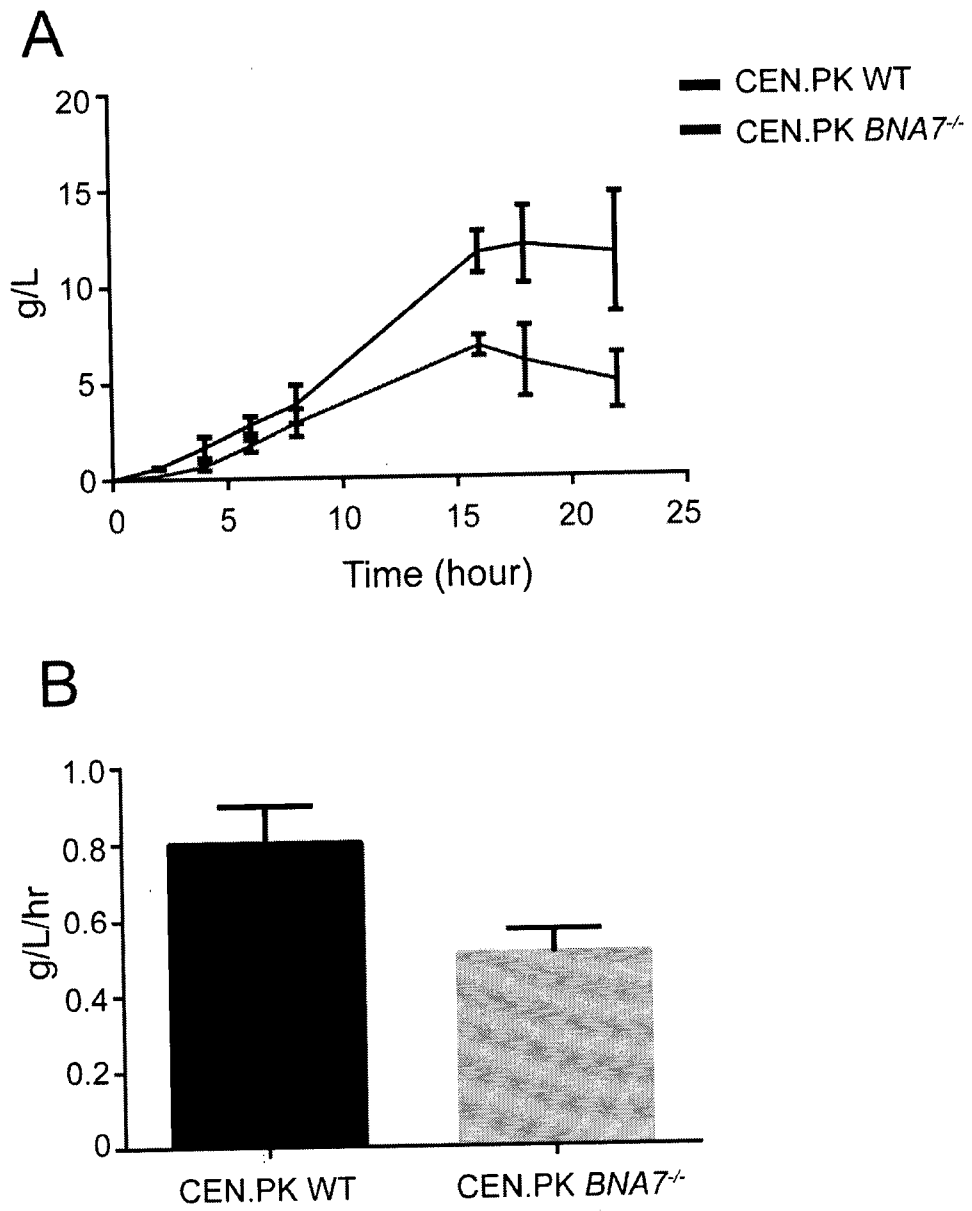 A
CEN.PK WT
CEN.PK BNA7-/-
20
15
10
5
0
g/L
0 5 10 15 20 25
Time (hour)
B
1.0
0.8
0.6
0.4
0.2
0
g/L/hr
CEN.PK WT CEN.PK BNA7-/-